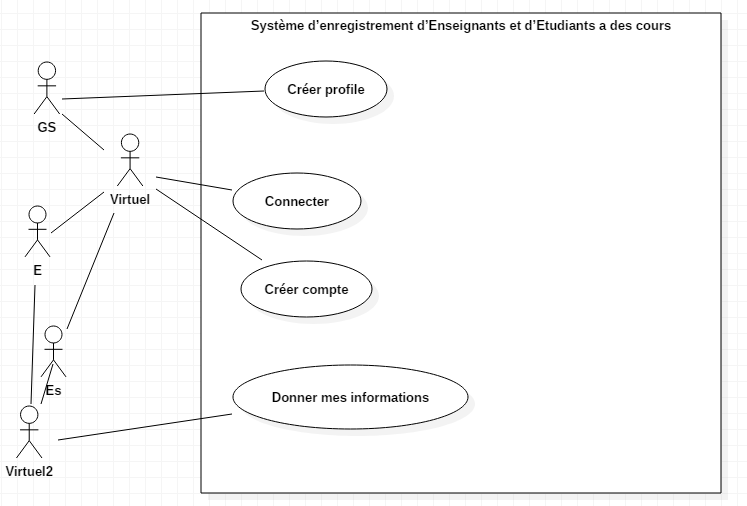 Système d'enregistrement d'Enseignants et d'Etudiants a des cours
Créer profile
GS
Virtuel
Connecter
E
Créer compte
Es
Donner mes informations
Virtuel2